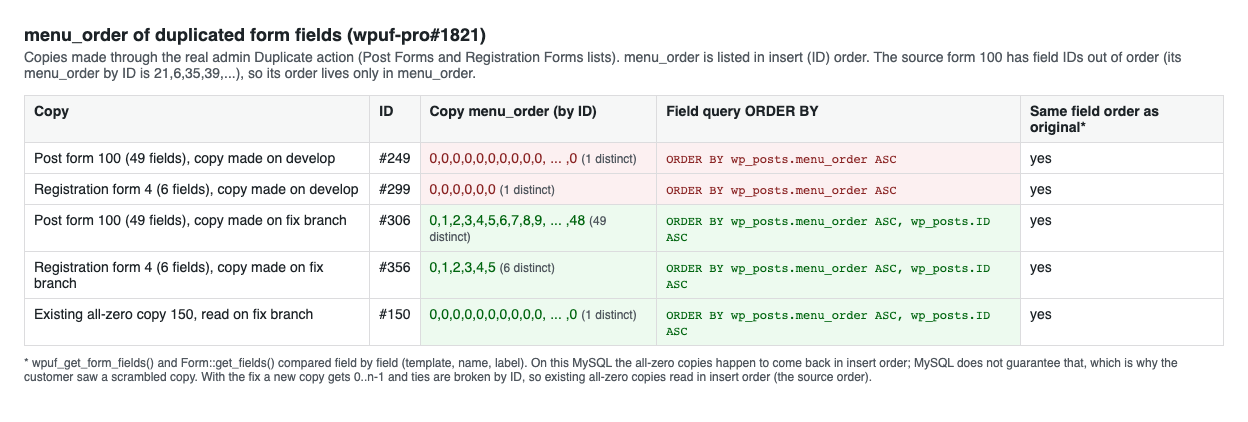 menu_order of duplicated form fields (wpuf-pro#1821)
Copies made through the real admin Duplicate action (Post Forms and Registration Forms lists). menu_order is listed in insert (ID) order. The source form 100 has field IDs out of order (its
menu_order by ID is 21,6,35,39,...), so its order lives only in menu_order.
Copy ID Copy menu_order (by ID) Field query ORDER BY Same field order as
original*
Post form 100 (49 fields), copy made on develop #249 0,0,0,0,0,0,0,0,0,0, ... ,0 (1 distinct) ORDER BY wp_posts.menu_order ASC yes
Registration form 4 (6 fields), copy made on develop #299 0,0,0,0,0,0 (1 distinct) ORDER BY wp_posts.menu_order ASC yes
Post form 100 (49 fields), copy made on fix branch #306 0,1,2,3,4,5,6,7,8,9, ... ,48 (49 ORDER BY wp_posts.menu_order ASC, wp_posts.ID yes
distinct) ASC
Registration form 4 (6 fields), copy made on fix #356 0,1,2,3,4,5 (6 distinct) ORDER BY wp_posts.menu_order ASC, wp_posts.ID yes
branch ASC
Existing all-zero copy 150, read on fix branch #150 0,0,0,0,0,0,0,0,0,0, ... ,0 (1 distinct) ORDER BY wp_posts.menu_order ASC, wp_posts.ID yes
ASC
* wpuf_get_form_fields() and Form::get_fields() compared field by field (template, name, label). On this MySQL the all-zero copies happen to come back in insert order; MySQL does not guarantee that, which is why the
customer saw a scrambled copy. With the fix a new copy gets 0..n-1 and ties are broken by ID, so existing all-zero copies read in insert order (the source order).